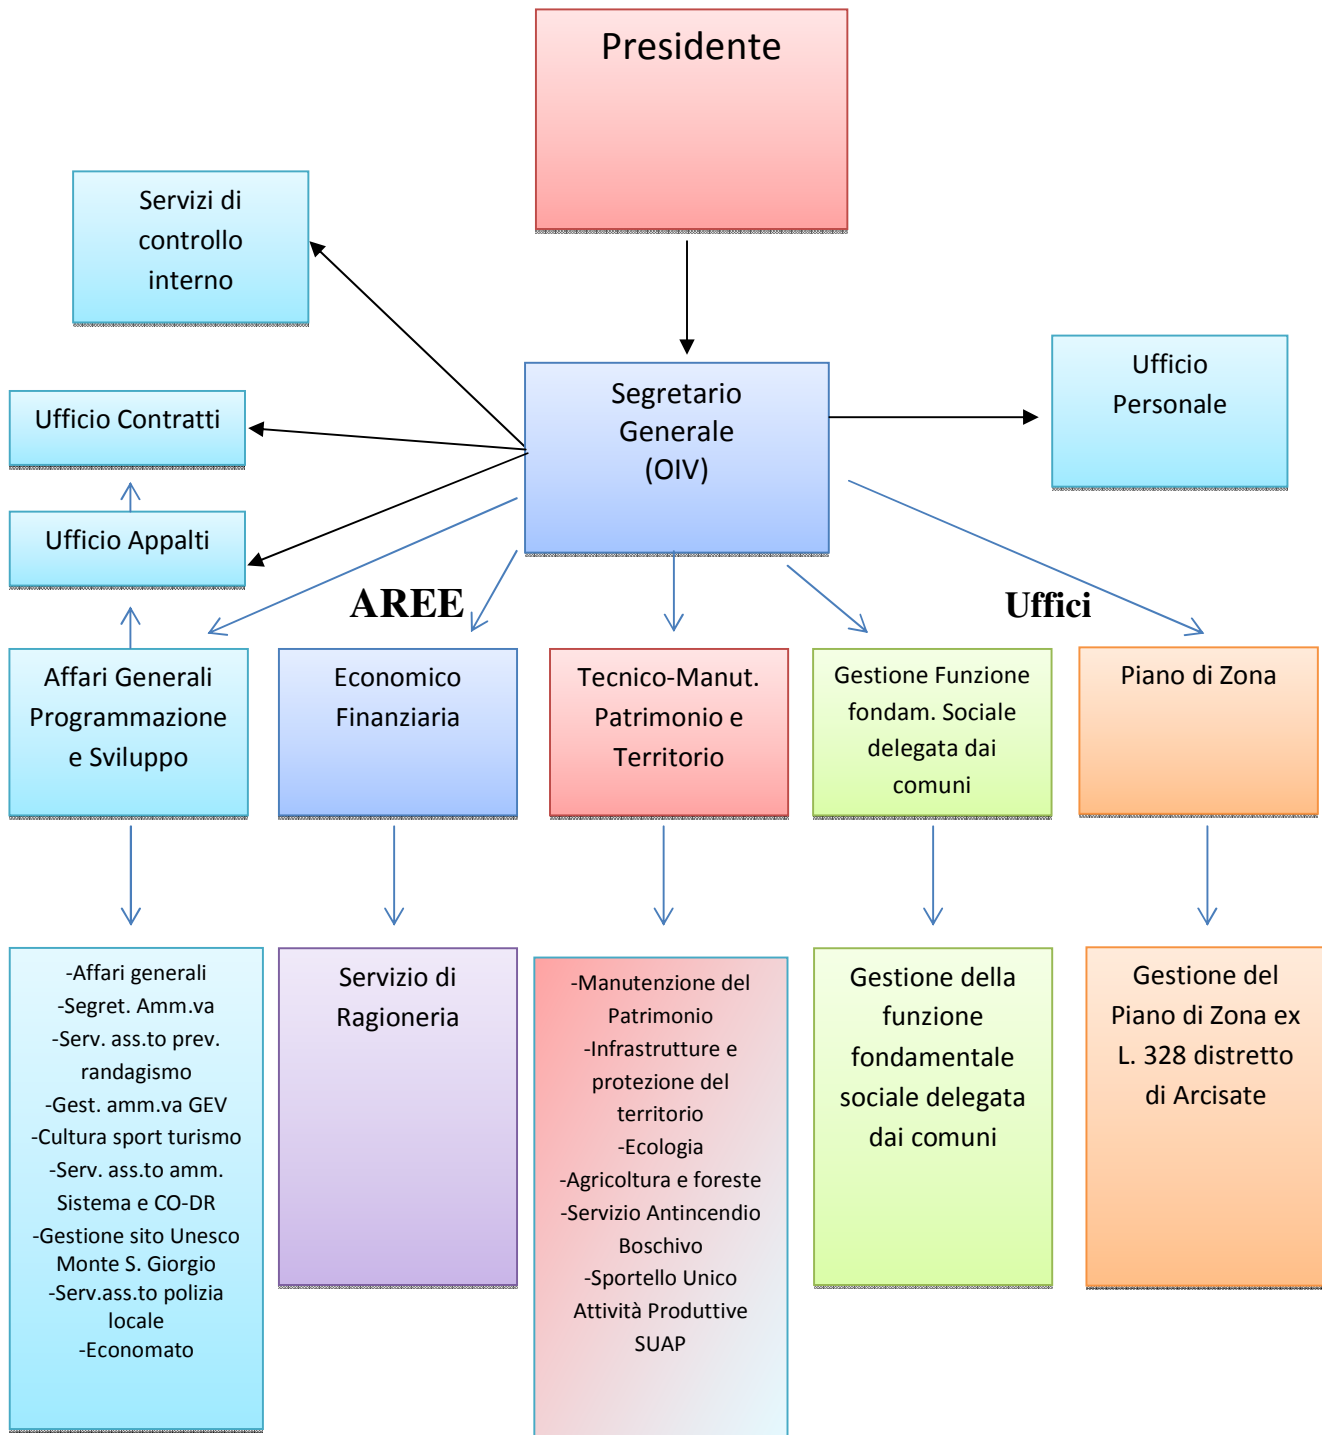 Presidente
Servizi di
controllo
interno
Segretario
Generale
(OIV)
Ufficio
Personale
Ufficio Contratti
Ufficio Appalti
AREE
Uffici
Affari Generali
Programmazione
e Sviluppo
Economico
Finanziaria
Tecnico-Manut.
Patrimonio e
Territorio
Gestione Funzione
fondam. Sociale
delegata dai
comuni
Piano di Zona
-Affari generali
-Segret. Amm.va
-Serv. ass.to prev.
randagismo
-Gest. amm.va GEV
-Cultura sport turismo
-Serv. ass.to amm.
Sistema e CO-DR
-Gestione sito Unesco
Monte S. Giorgio
-Serv.ass.to polizia
locale
-Economato
Servizio di
Ragioneria
-Manutenzione del
Patrimonio
-Infrastrutture e
protezione del
territorio
-Ecologia
-Agricoltura e foreste
-Servizio Antincendio
Boschivo
-Sportello Unico
Attività Produttive
SUAP
Gestione della
funzione
fondamentale
sociale delegata
dai comuni
Gestione del
Piano di Zona ex
L. 328 distretto
di Arcisate